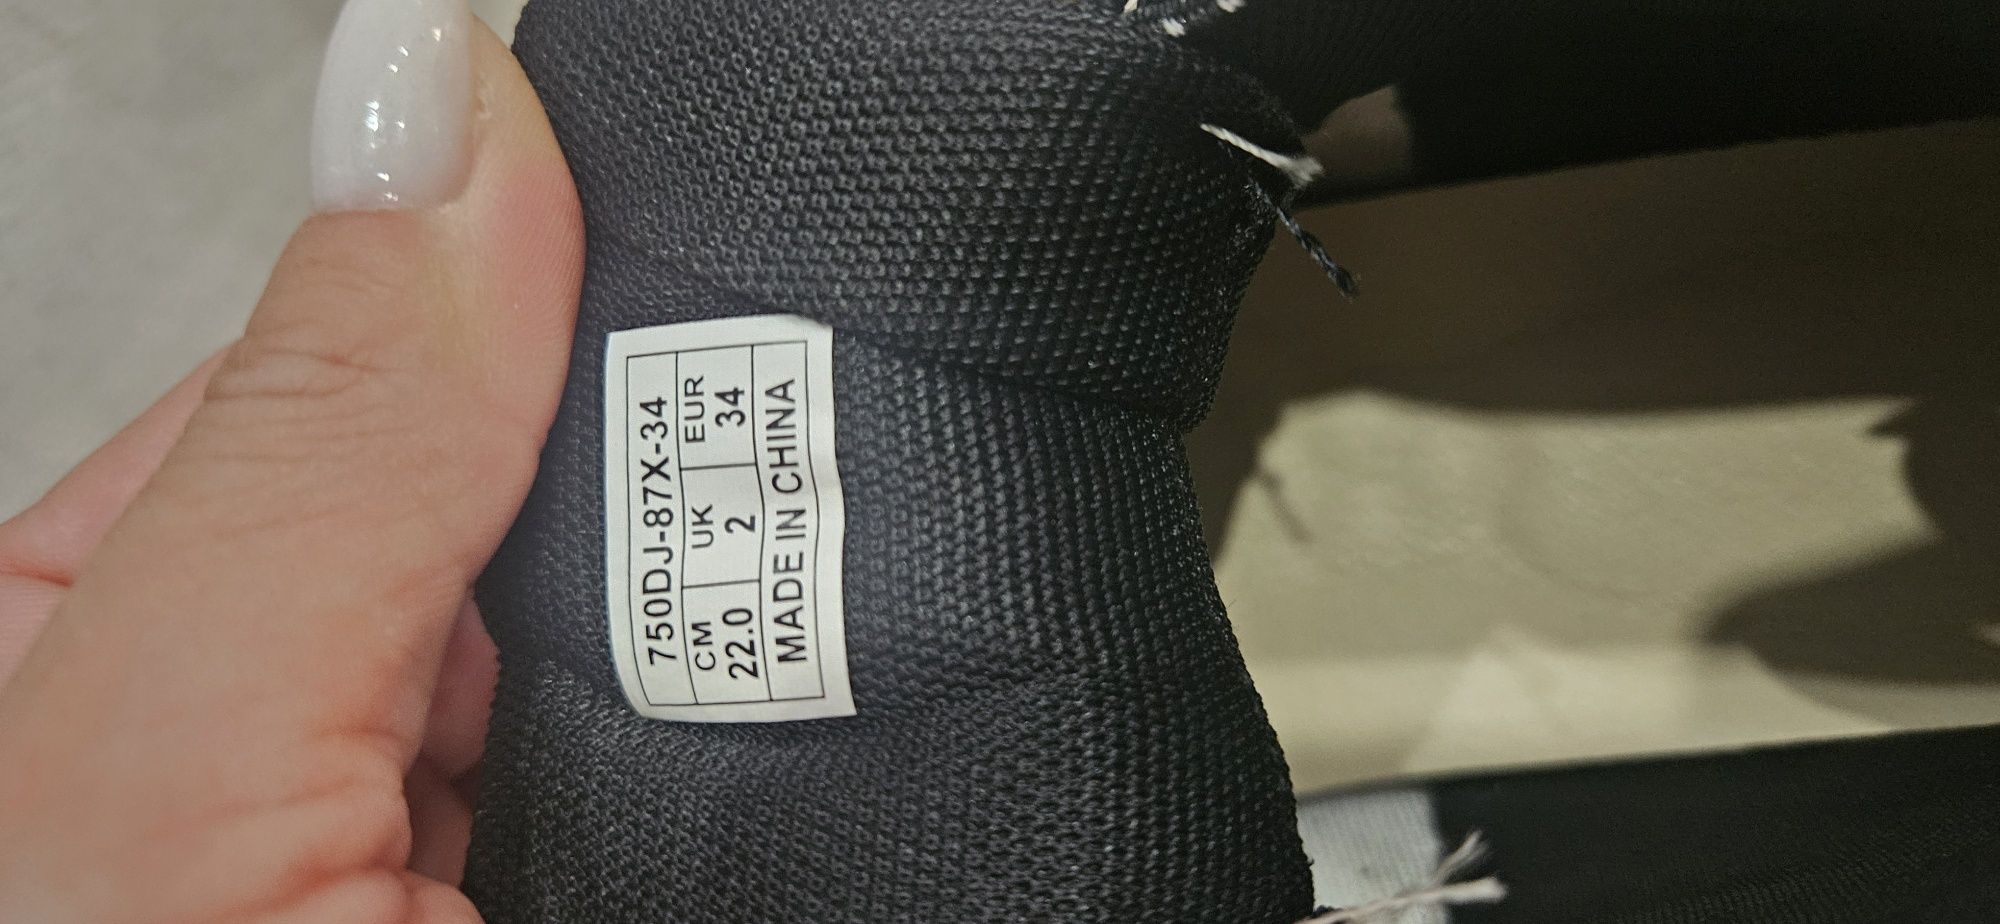 750DJ-87X-34
CM UK EUR
22.0 2 34
MADE IN CHINA